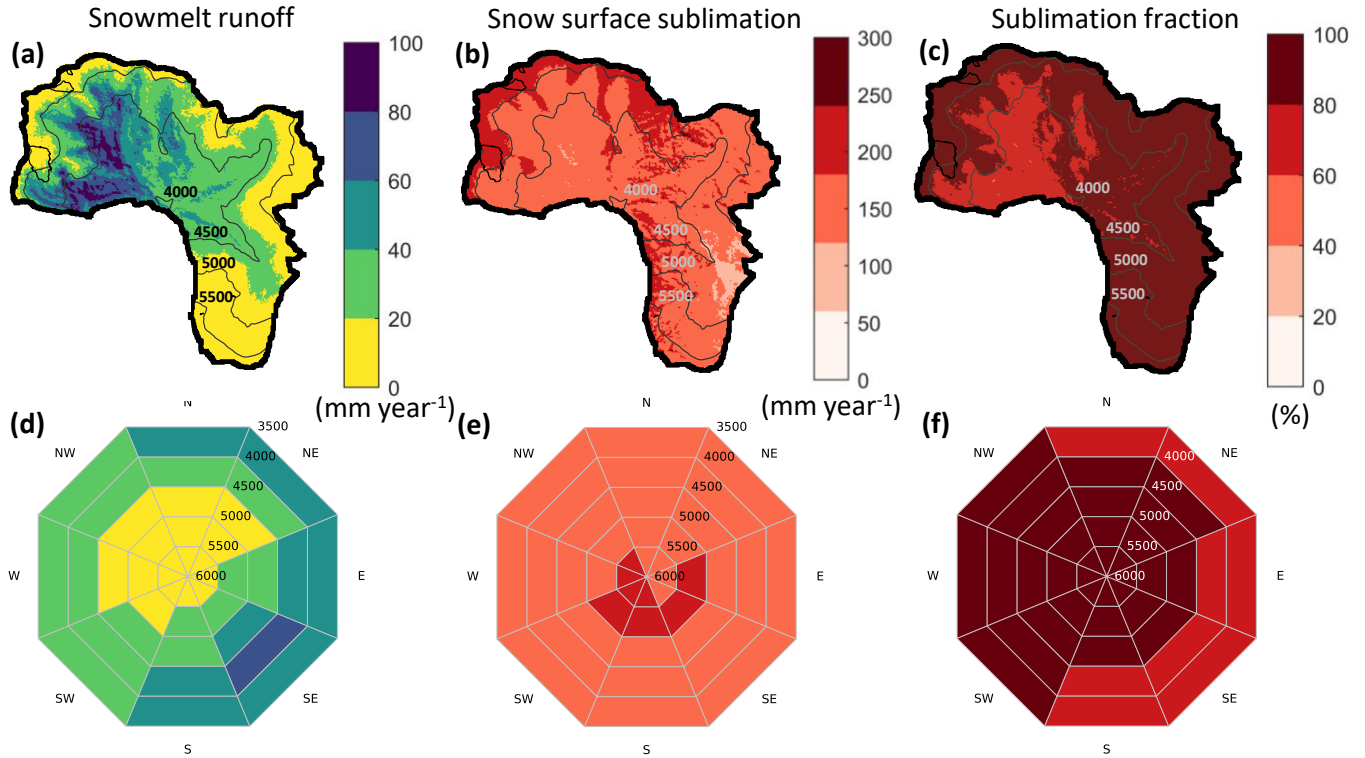 Snowmelt runoff
Snow surface sublimation
Sublimation fraction
(a)
4000
4500
5000
5500
100
80
60
40
20
0
(mm year-1)
(b)
4000
4500
5000
5500
300
240
200
150
100
50
0
(mm year-1)
(c)
4000
4500
5000
5500
100
80
60
40
20
0
(%)
(d)
N
NE
E
SE
S
SW
W
NW
3500
4000
4500
5000
5500
6000
(e)
N
NE
E
SE
S
SW
W
NW
3500
4000
4500
5000
5500
6000
(f)
N
NE
E
SE
S
SW
W
NW
4000
4500
5000
5500
6000